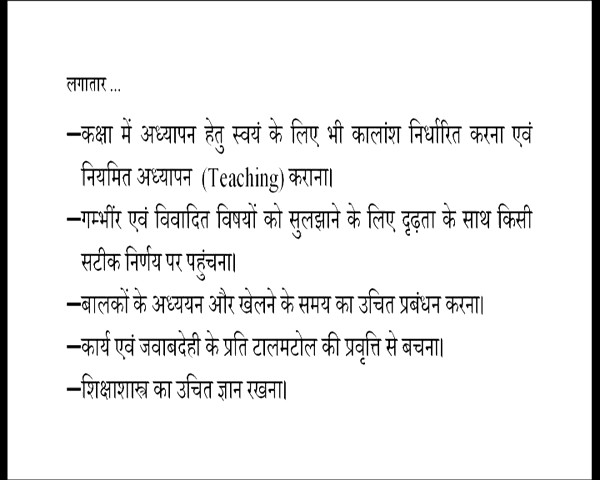 लगातार ...
–कक्षा में अध्यापन हेतु स्वयं के लिए भी कालांश निर्धारित करना एवं
नियमित अध्यापन (Teaching) कराना।
–गम्भींर एवं विवादित विषयों को सुलझाने के लिए दृढ़ता के साथ किसी
सटीक निर्णय पर पहुंचना।
–बालकों के अध्ययन और खेलने के समय का उचित प्रबंधन करना।
–कार्य एवं जवाबदेही के प्रति टालमटोल की प्रवृत्ति से बचना।
–शिक्षाशास्त्र का उचित ज्ञान रखना।